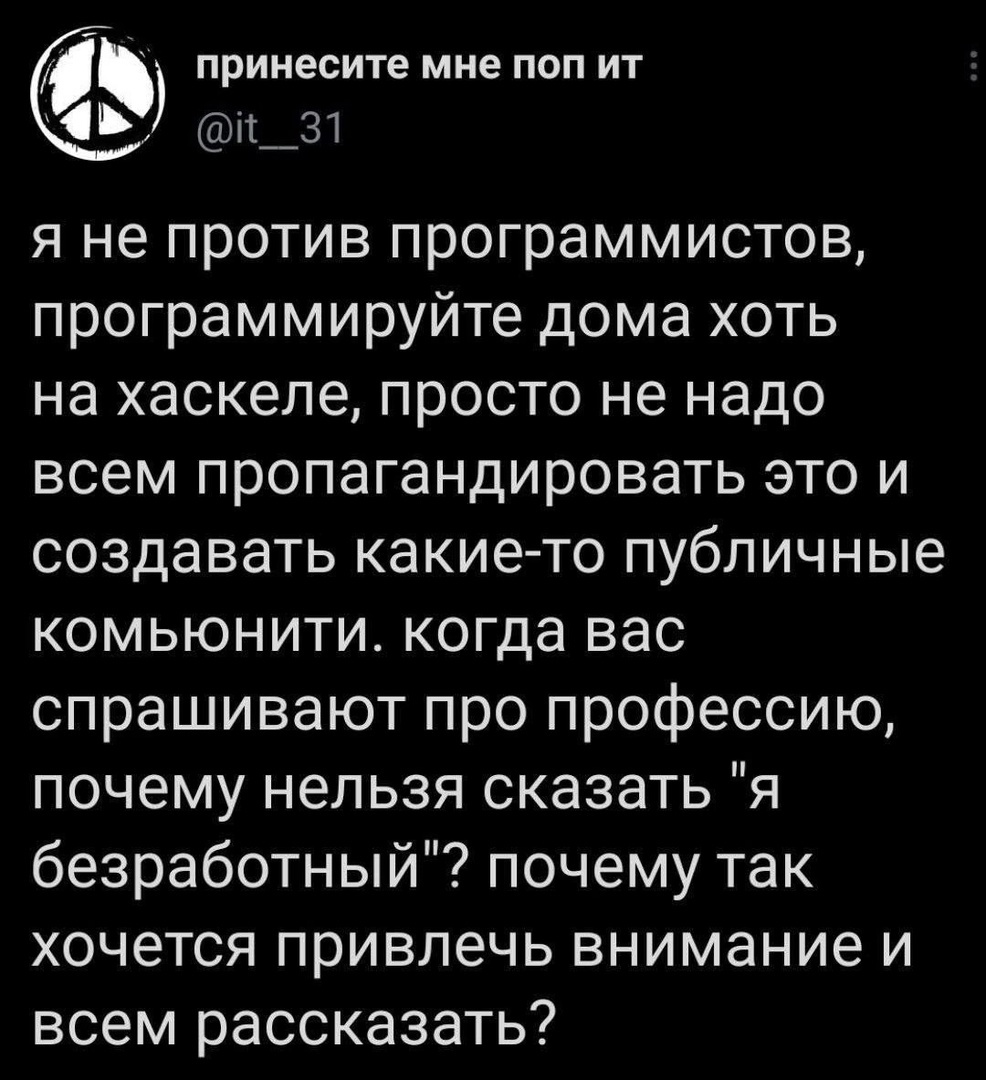 принесите мне поп ит
@it__31
я не против программистов,
программируйте дома хоть
на хаскеле, просто не надо
всем пропагандировать это и
создавать какие-то публичные
комьюнити. когда вас
спрашивают про профессию,
почему нельзя сказать "я
безработный"? почему так
хочется привлечь внимание и
всем рассказать?